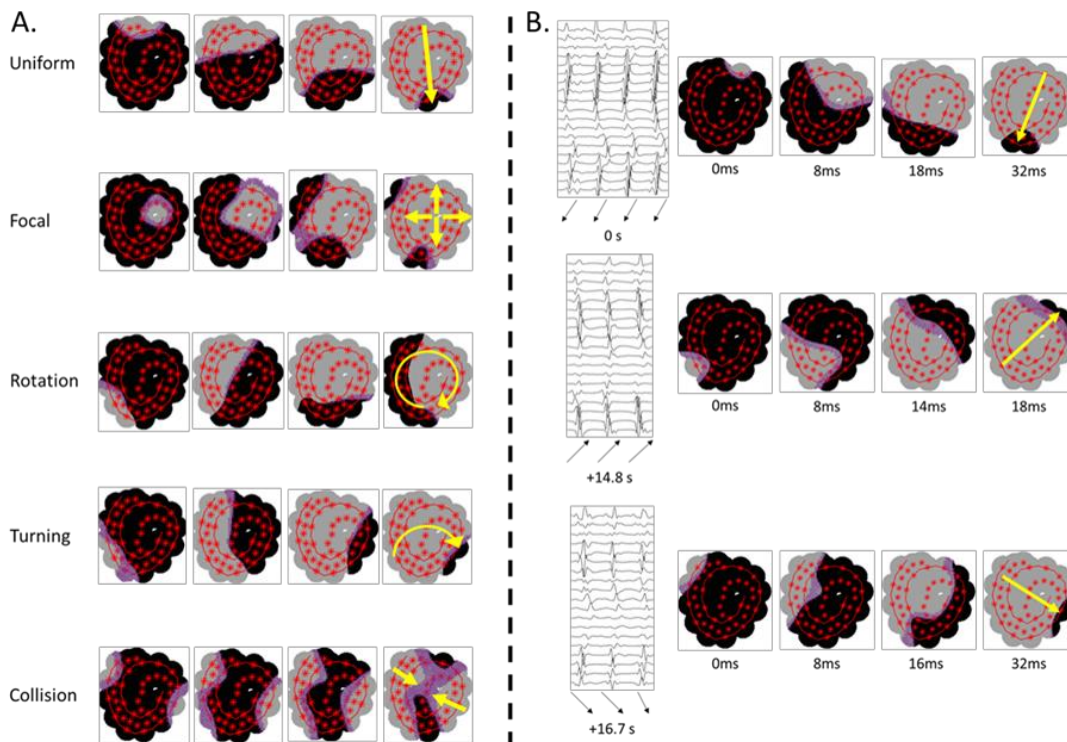 A.
Uniform
Focal
Rotation
Turning
Collision
B.
0 s
0ms 8ms 18ms 32ms
+14.8 s
0ms 8ms 14ms 18ms
+16.7 s
0ms 8ms 16ms 32ms